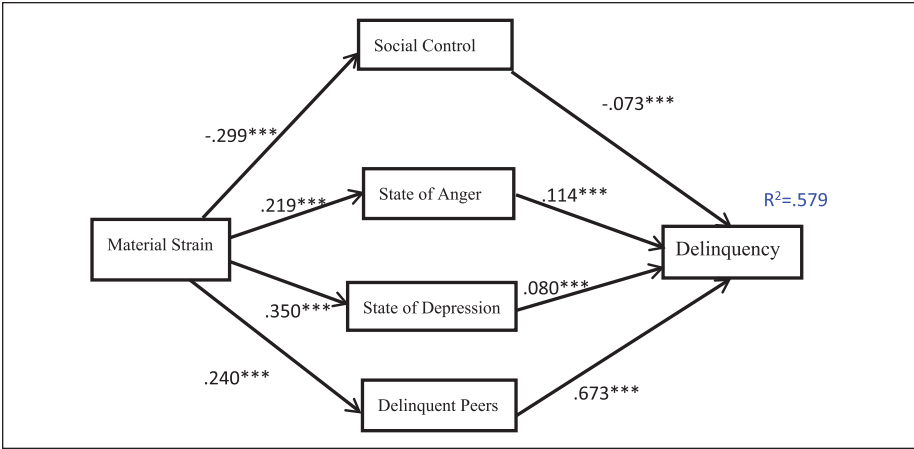 Social Control
-.073***
-.299***
State of Anger
.219***
.114***
R²=.579
Material Strain
Delinquency
.350***
State of Depression
.080***
.240***
Delinquent Peers
.673***